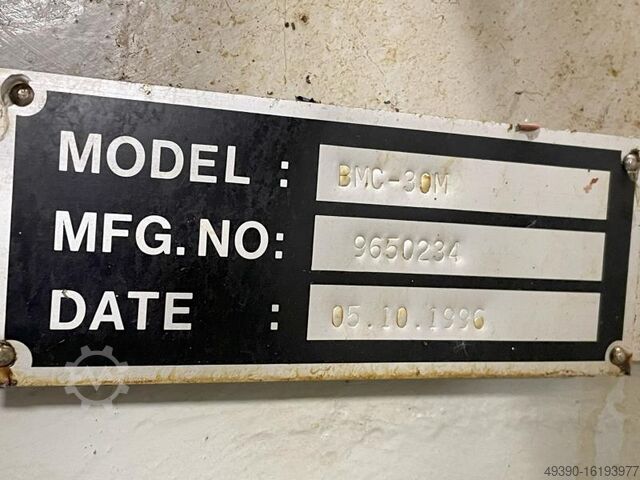 MODEL : BMC-30M
MFG.NO: 9650234
DATE : 05.10.1996
49390-16193977